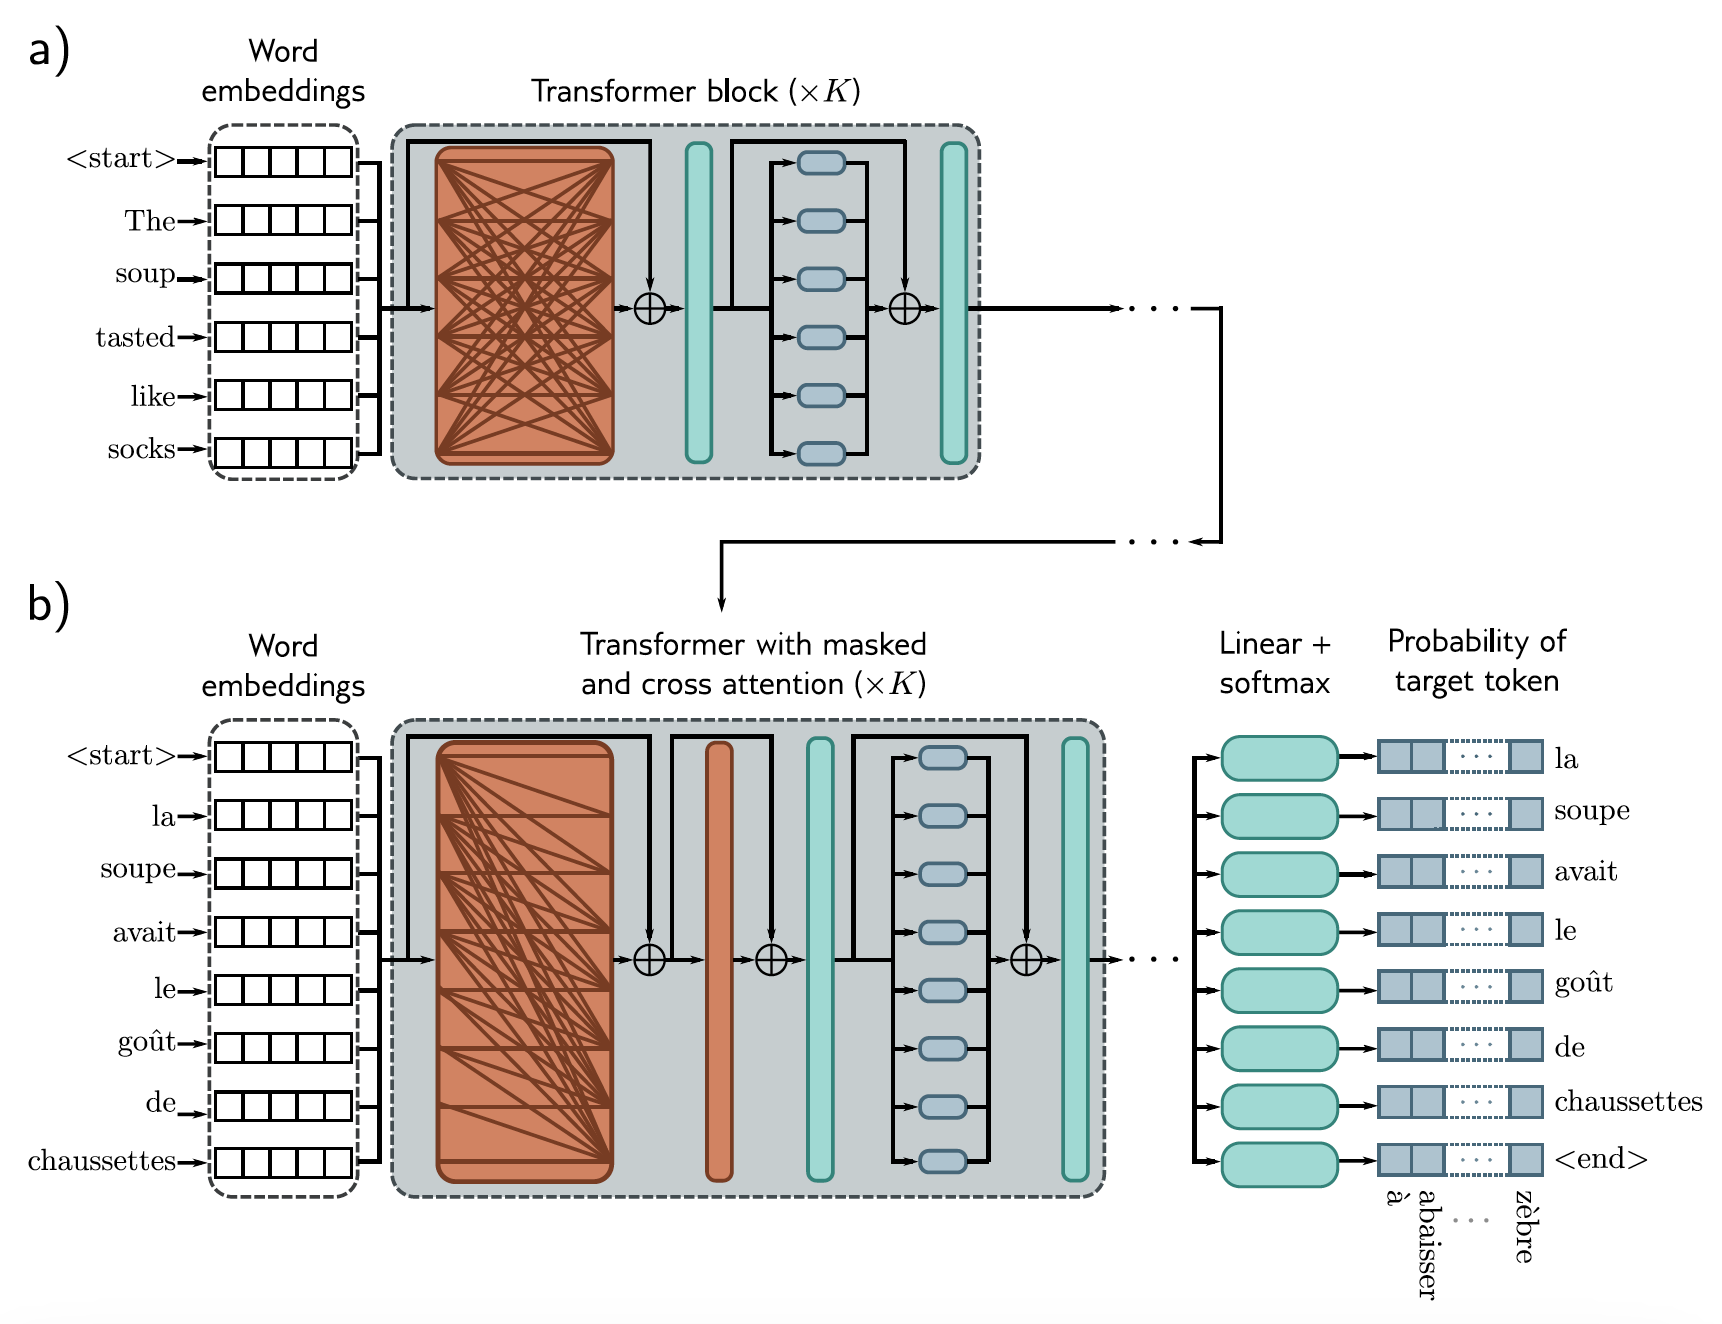 a)
Word
embeddings
Transformer block (×K)
<start>
The
soup
tasted
like
socks
b)
Word
embeddings
Transformer with masked
and cross attention (×K)
Linear +
softmax
Probability of
target token
<start>
la
soupe
avait
le
goût
de
chaussettes
la
soupe
avait
le
goût
de
chaussettes
<end>
à
abaisser
...
zèbre